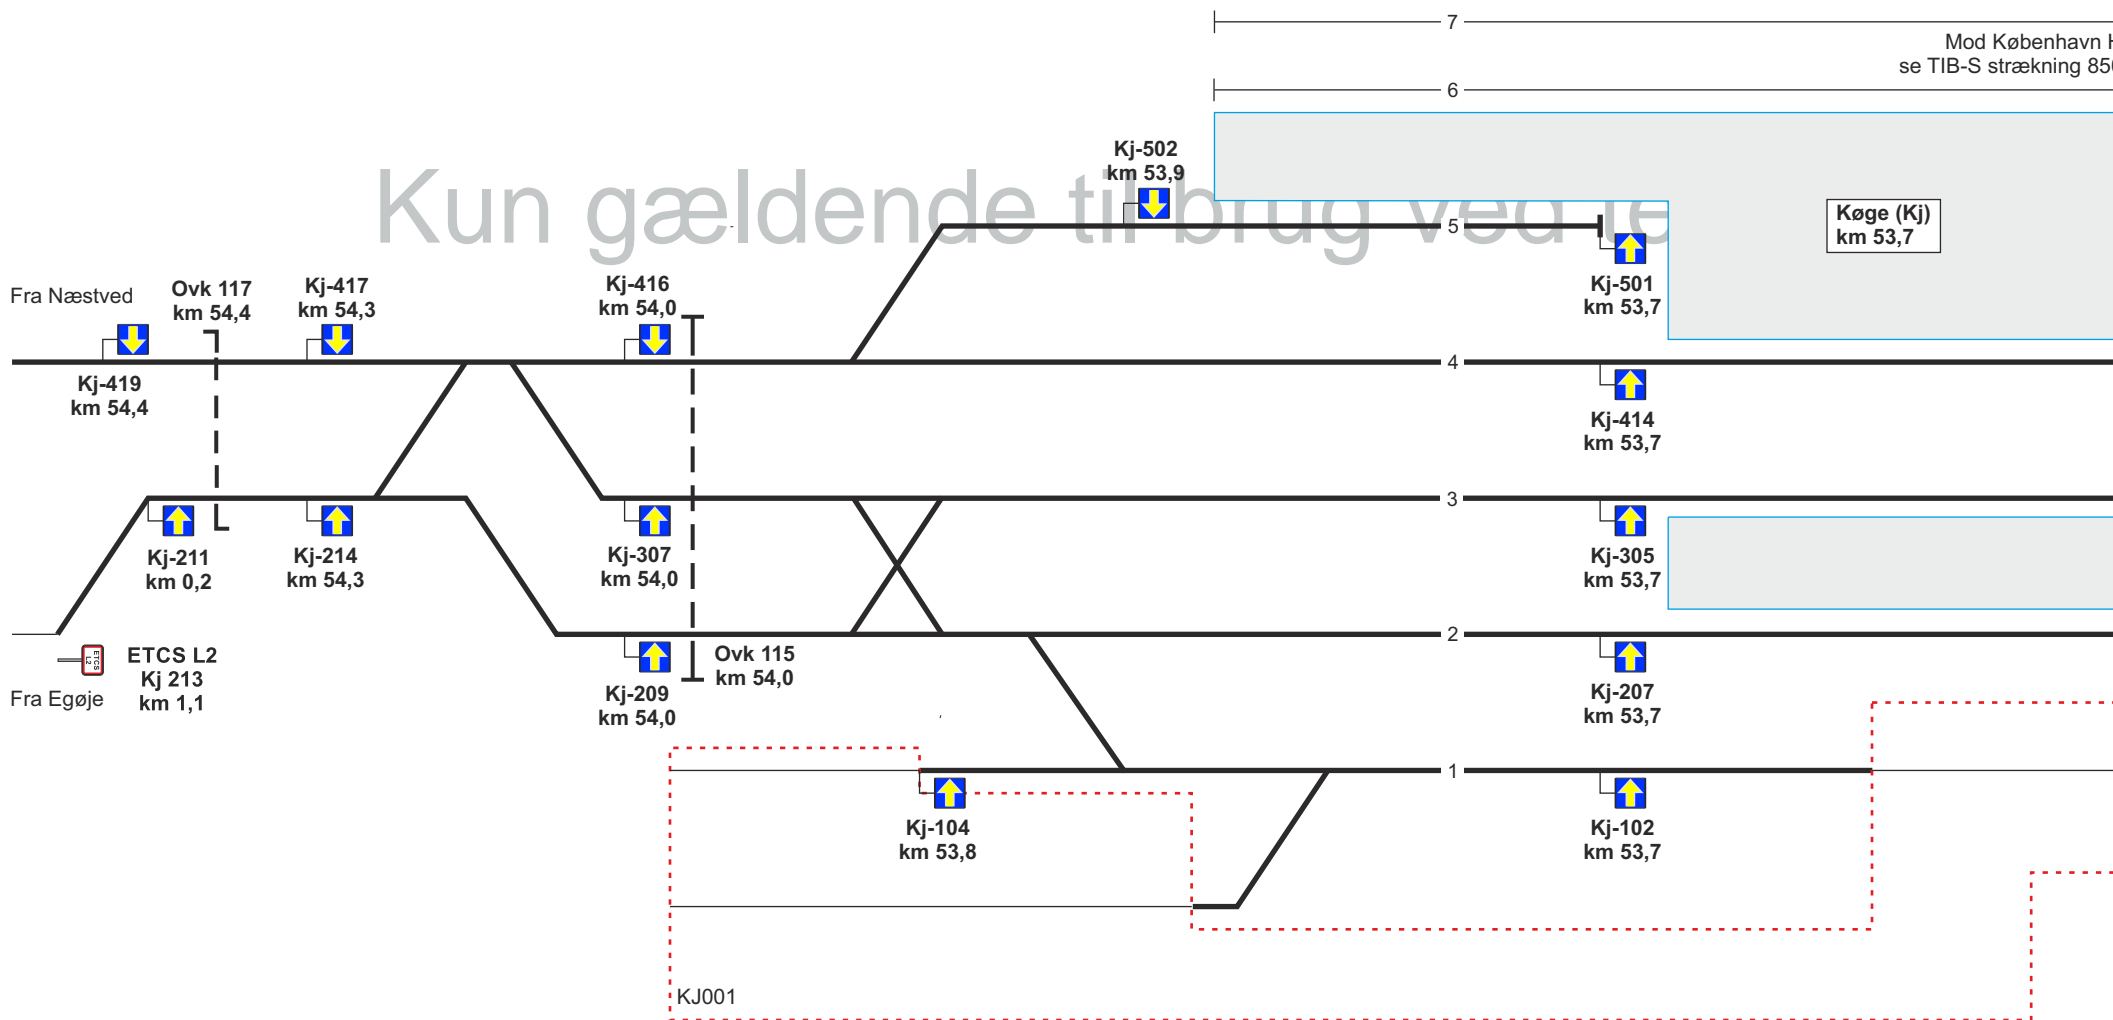 7
Mod København H
se TIB-S strækning 850
6
Kj-502
km 53,9
Kun gældende til brug ved te
5
Køge (Kj)
km 53,7
Kj-501
km 53,7
Fra Næstved
Ovk 117
km 54,4
Kj-417
km 54,3
Kj-416
km 54,0
4
Kj-419
km 54,4
Kj-414
km 53,7
3
Kj-211
km 0,2
Kj-214
km 54,3
Kj-307
km 54,0
Kj-305
km 53,7
2
ETCS L2
ETCS L2
Kj 213
km 1,1
Fra Egøje
Kj-209
km 54,0
Ovk 115
km 54,0
Kj-207
km 53,7
1
Kj-104
km 53,8
Kj-102
km 53,7
KJ001